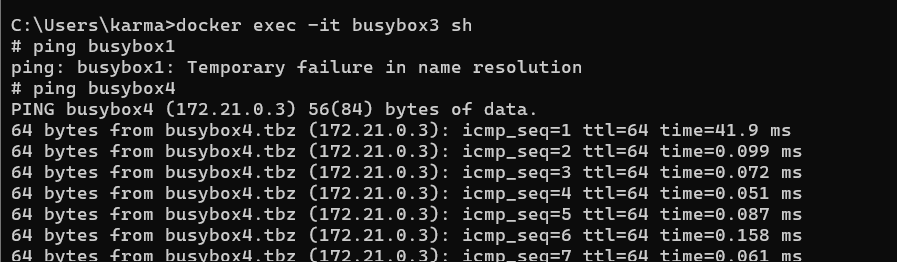 C:\Users\karma>docker exec -it busybox3 sh
# ping busybox1
ping: busybox1: Temporary failure in name resolution
# ping busybox4
PING busybox4 (172.21.0.3) 56(84) bytes of data.
64 bytes from busybox4.tbz (172.21.0.3): icmp_seq=1 ttl=64 time=41.9 ms
64 bytes from busybox4.tbz (172.21.0.3): icmp_seq=2 ttl=64 time=0.099 ms
64 bytes from busybox4.tbz (172.21.0.3): icmp_seq=3 ttl=64 time=0.072 ms
64 bytes from busybox4.tbz (172.21.0.3): icmp_seq=4 ttl=64 time=0.051 ms
64 bytes from busybox4.tbz (172.21.0.3): icmp_seq=5 ttl=64 time=0.087 ms
64 bytes from busybox4.tbz (172.21.0.3): icmp_seq=6 ttl=64 time=0.158 ms
64 bytes from busybox4.tbz (172.21.0.3): icmp_seq=7 ttl=64 time=0.061 ms